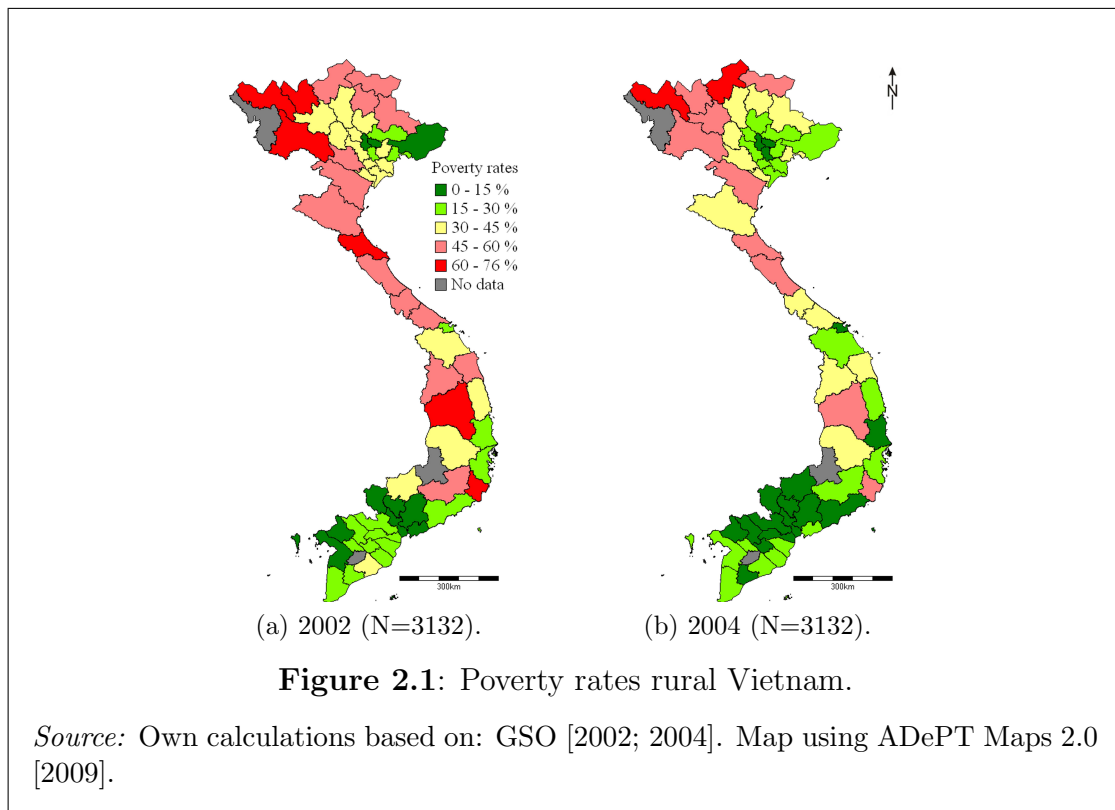 N
Poverty rates
0 - 15 %
15 - 30 %
30 - 45 %
45 - 60 %
60 - 76 %
No data
300km
300km
(a) 2002 (N=3132).
(b) 2004 (N=3132).
Figure 2.1: Poverty rates rural Vietnam.
Source: Own calculations based on: GSO [2002; 2004]. Map using ADePT Maps 2.0
[2009].